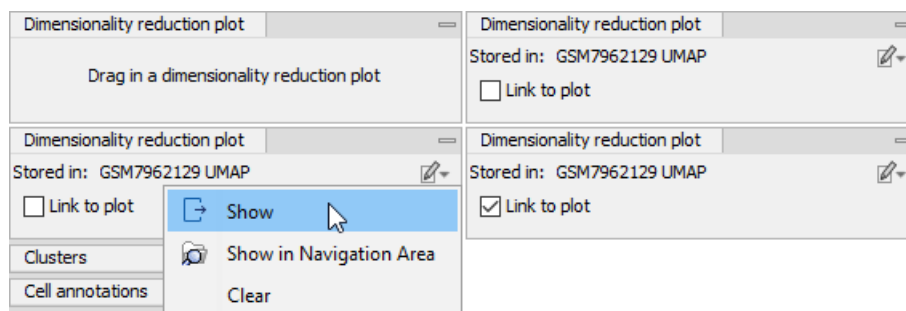 Dimensionality reduction plot
Drag in a dimensionality reduction plot
Dimensionality reduction plot
Stored in: GSM7962129 UMAP
Link to plot
Dimensionality reduction plot
Stored in: GSM7962129 UMAP
Link to plot
Show
Show in Navigation Area
Clear
Clusters
Cell annotations
Dimensionality reduction plot
Stored in: GSM7962129 UMAP
Link to plot